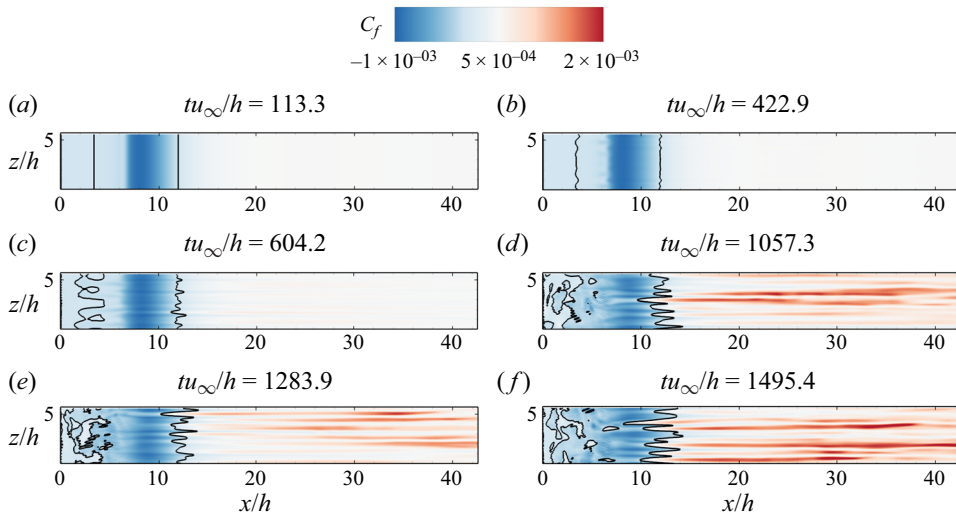 C_f
–1 × 10⁻⁰³ 5 × 10⁻⁰⁴ 2 × 10⁻⁰³
(a) tu∞/h = 113.3
(b) tu∞/h = 422.9
5
z/h
0 10 20 30 40
5
0 10 20 30 40
(c) tu∞/h = 604.2
(d) tu∞/h = 1057.3
5
z/h
0 10 20 30 40
5
0 10 20 30 40
(e) tu∞/h = 1283.9
(f) tu∞/h = 1495.4
5
z/h
0 10 20 30 40
x/h
5
0 10 20 30 40
x/h